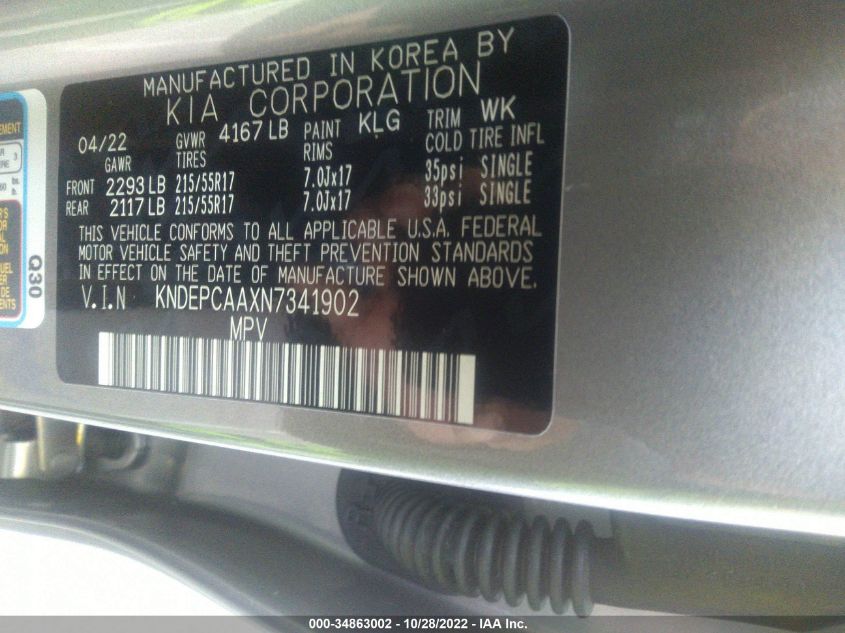 MANUFACTURED IN KOREA BY
KIA CORPORATION
04/22 GVWR 4167 LB PAINT KLG TRIM WK
GAWR TIRES RIMS COLD TIRE INFL
FRONT 2293 LB 215/55R17 7.0Jx17 35psi SINGLE
REAR 2117 LB 215/55R17 7.0Jx17 33psi SINGLE
THIS VEHICLE CONFORMS TO ALL APPLICABLE U.S.A. FEDERAL
MOTOR VEHICLE SAFETY AND THEFT PREVENTION STANDARDS
IN EFFECT ON THE DATE OF MANUFACTURE SHOWN ABOVE.
V.I.N KNDEPCAAXN7341902
MPV
Q30
000-34863002 - 10/28/2022 - IAA Inc.